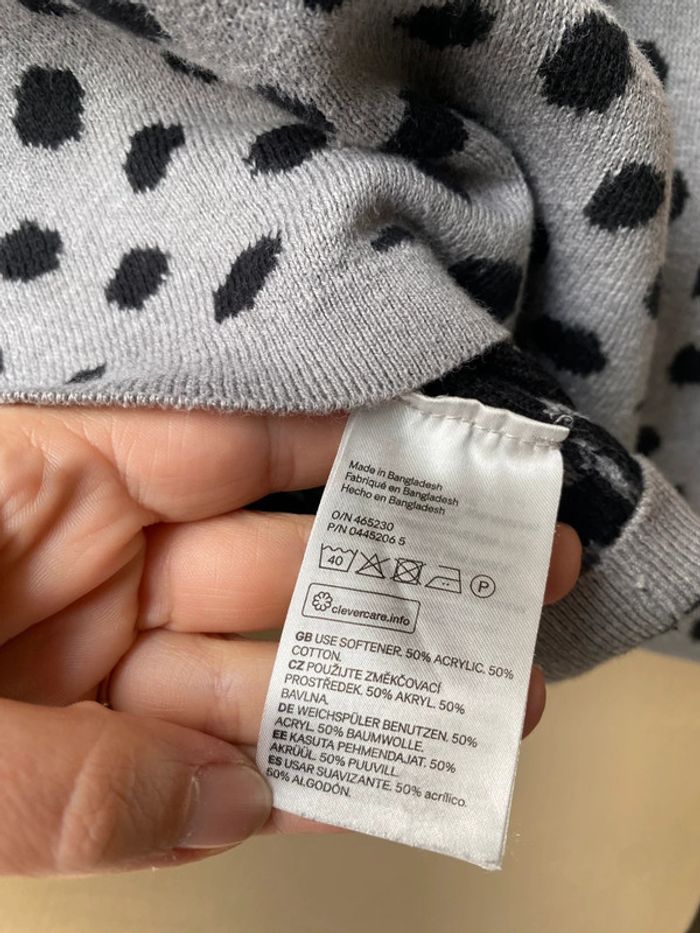 Made in Bangladesh
Fabriqué en Bangladesh
Hecho en Bangladesh
O/N 465230
P/N 0445206 5
40 P
clevercare.info
GB USE SOFTENER. 50% ACRYLIC. 50%
COTTON.
CZ POUŽIJTE ZMĚKČOVACÍ
PROSTŘEDEK. 50% AKRYL. 50%
BAVLNA.
DE WEICHSPÜLER BENUTZEN. 50%
ACRYL. 50% BAUMWOLLE.
EE KASUTA PEHMENDAJAT. 50%
AKRÜÜL. 50% PUUVILL.
ES USAR SUAVIZANTE. 50% acrílico.
50% ALGODÓN.